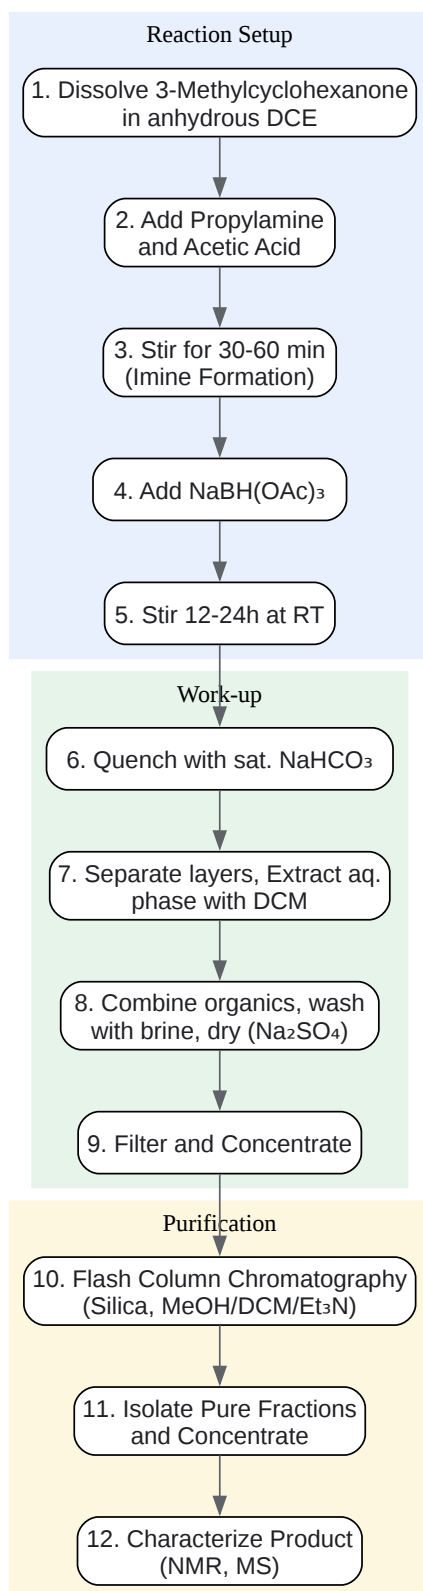 Reaction Setup
1. Dissolve 3-Methylcyclohexanone
in anhydrous DCE
2. Add Propylamine
and Acetic Acid
3. Stir for 30-60 min
(Imine Formation)
4. Add NaBH(OAc)₃
5. Stir 12-24h at RT
Work-up
6. Quench with sat. NaHCO₃
7. Separate layers, Extract aq.
phase with DCM
8. Combine organics, wash
with brine, dry (Na₂SO₄)
9. Filter and Concentrate
Purification
10. Flash Column Chromatography
(Silica, MeOH/DCM/Et₃N)
11. Isolate Pure Fractions
and Concentrate
12. Characterize Product
(NMR, MS)